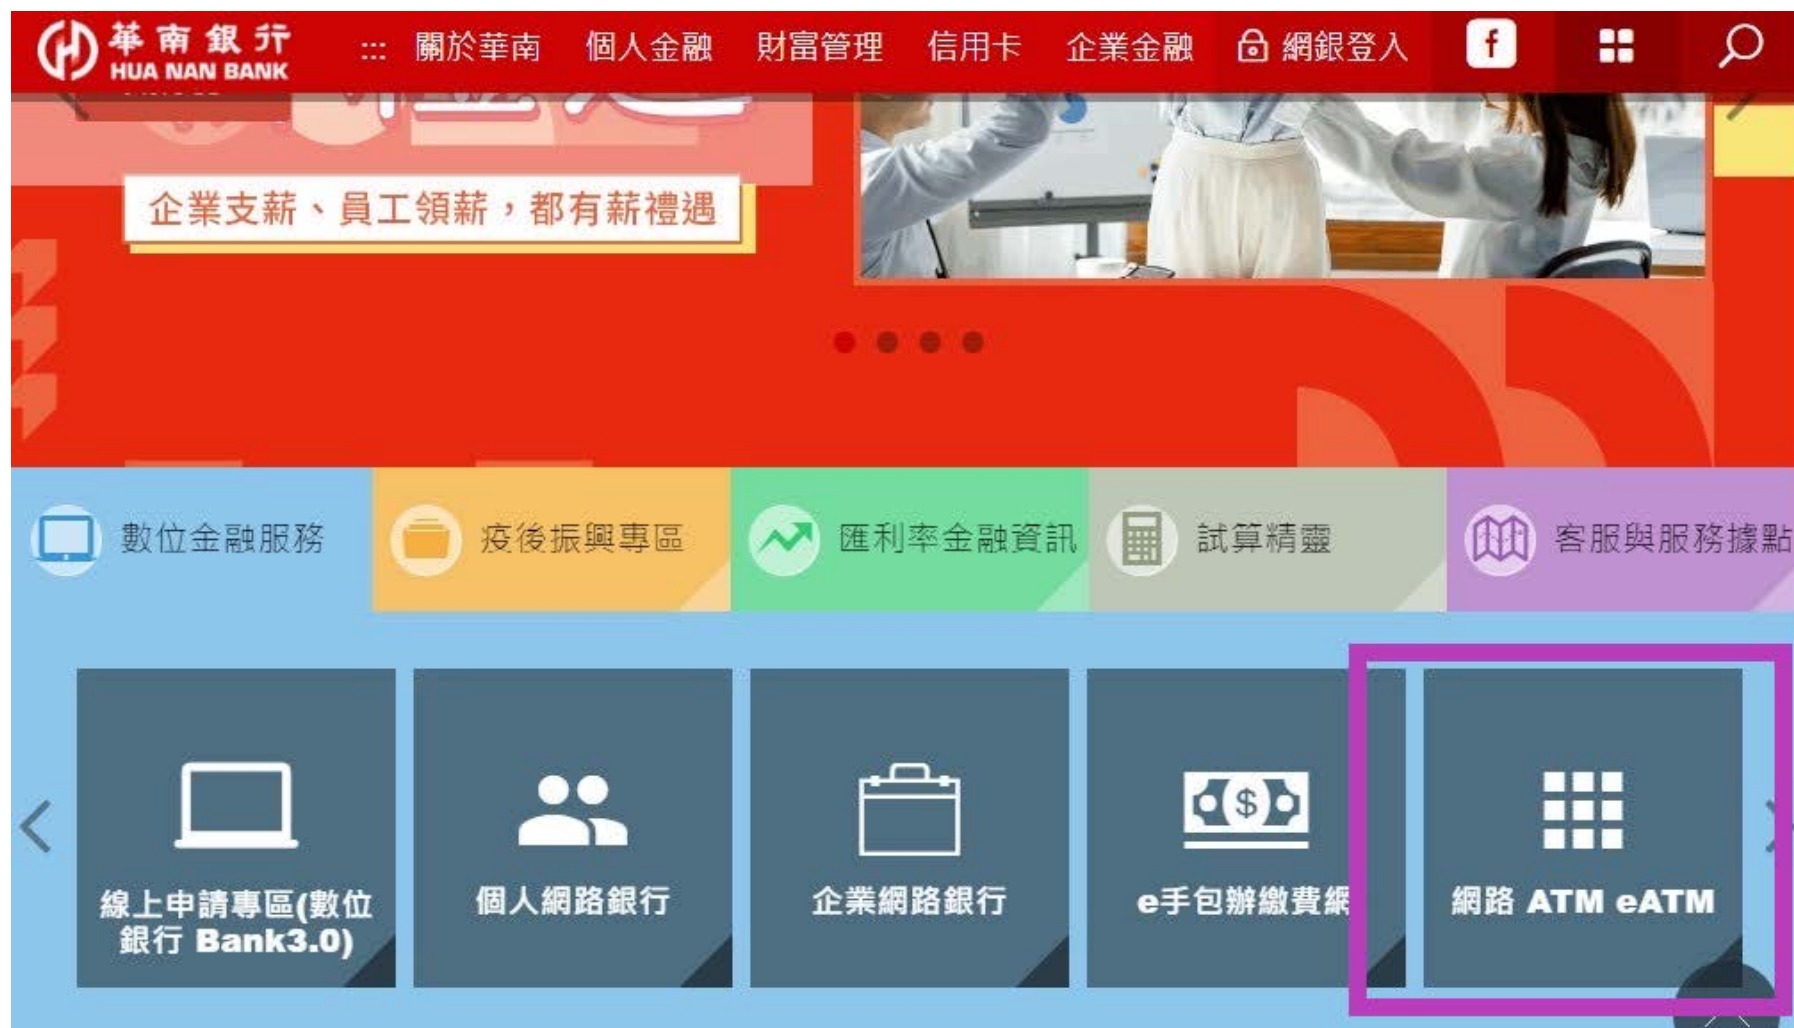 華南銀行
HUA NAN BANK
::: 關於華南 個人金融 財富管理 信用卡 企業金融 網銀登入
f
企業支薪、員工領薪，都有薪禮遇
數位金融服務
疫後振興專區
匯利率金融資訊
試算精靈
客服與服務據點
線上申請專區(數位
銀行 Bank3.0)
個人網路銀行
企業網路銀行
e手包辦繳費網
網路 ATM eATM